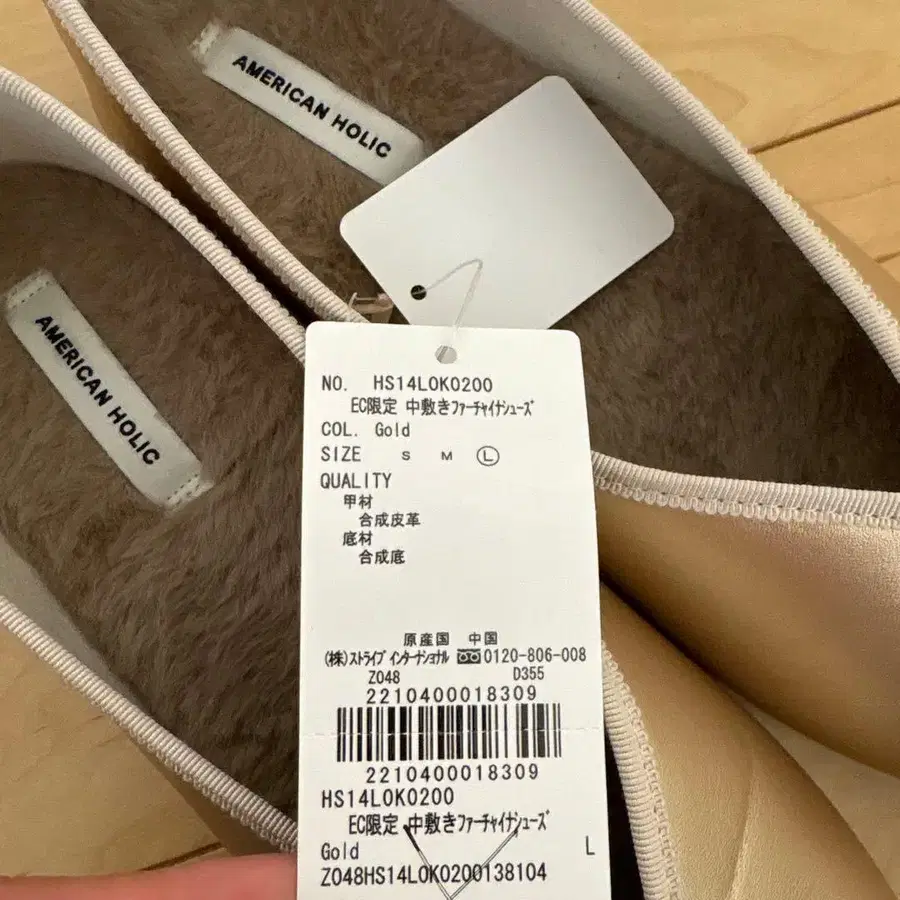 AMERICAN HOLIC
AMERICAN HOLIC
NO. HS14L0K0200
EC限定 中敷きファーチャイナシューズ
COL. Gold
SIZE S M L
QUALITY
甲材
合成皮革
底材
合成底
原産国 中国
(株)ストライプインターナショナル 0120-806-008
Z048 D355
2210400018309
2210400018309
HS14L0K0200
EC限定 中敷きファーチャイナシューズ
Gold L
Z048HS14L0K0200138104